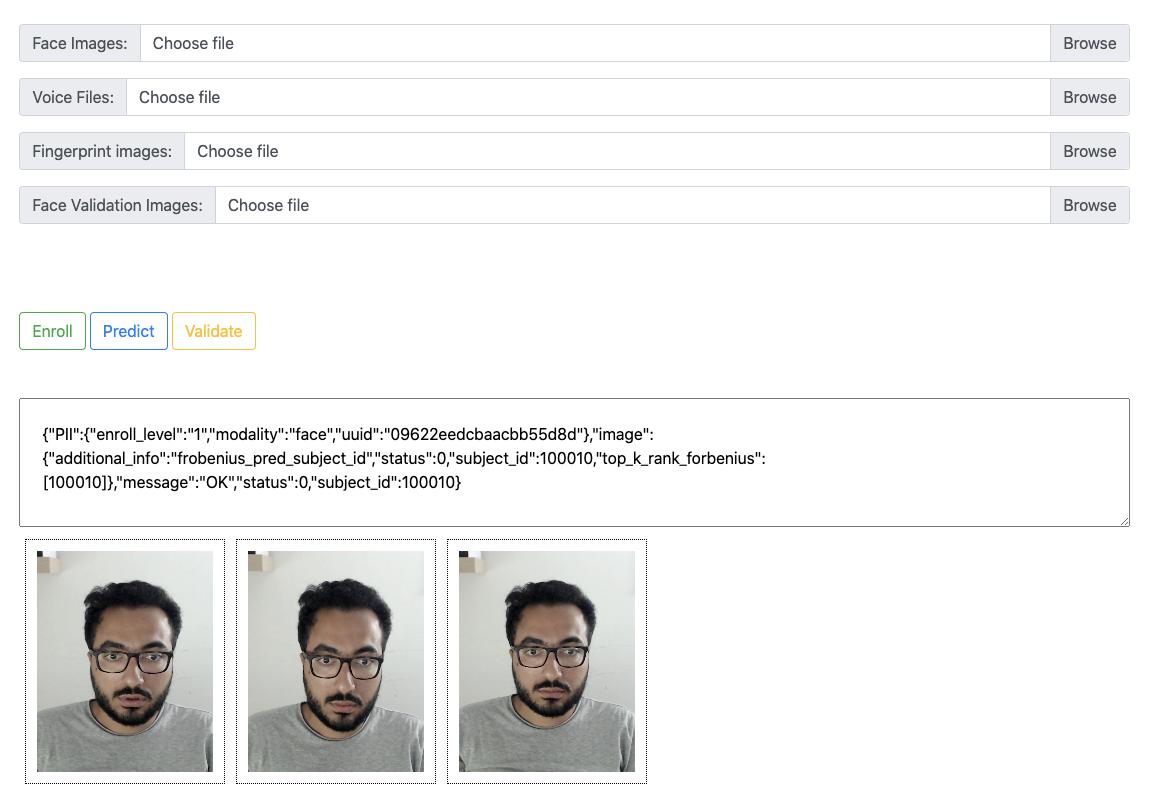 Face Images: Choose file Browse
Voice Files: Choose file Browse
Fingerprint images: Choose file Browse
Face Validation Images: Choose file Browse
Enroll Predict Validate
{"PII":{"enroll_level":"1","modality":"face","uuid":"09622eedcbaacbb55d8d"},"image":
{"additional_info":"frobenius_pred_subject_id","status":0,"subject_id":100010,"top_k_rank_forbenius":
[100010]},"message":"OK","status":0,"subject_id":100010}